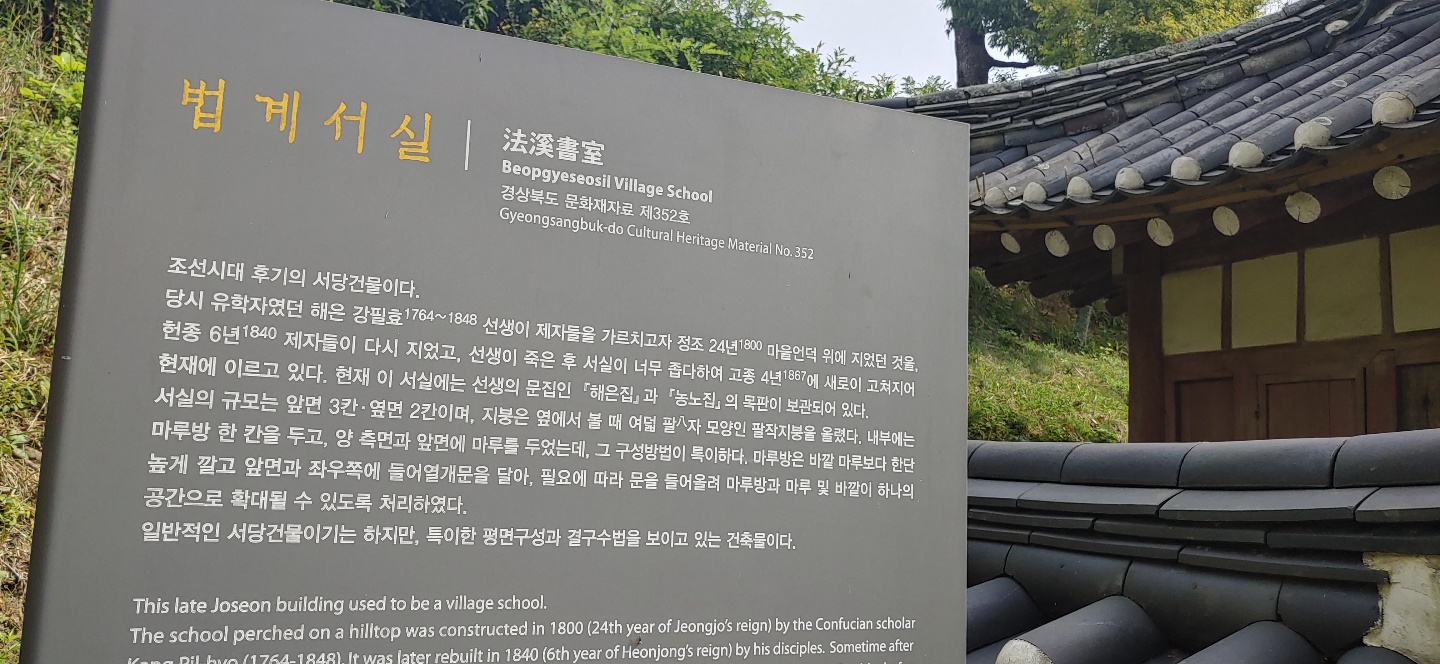 법계서실
法溪書室
Beopgyeseosil Village School
경상북도 문화재자료 제352호
Gyeongsangbuk-do Cultural Heritage Material No. 352
조선시대 후기의 서당건물이다.
당시 유학자였던 해은 강필효1764~1848 선생이 제자들을 가르치고자 정조 24년1800 마을언덕 위에 지었던 것을,
헌종 6년1840 제자들이 다시 지었고, 선생이 죽은 후 서실이 너무 좁다하여 고종 4년1867에 새로이 고쳐지어
현재에 이르고 있다. 현재 이 서실에는 선생의 문집인 『해은집』과 『농노집』의 목판이 보관되어 있다.
서실의 규모는 앞면 3칸·옆면 2칸이며, 지붕은 옆에서 볼 때 여덟 팔八자 모양인 팔작지붕을 올렸다. 내부에는
마루방 한 칸을 두고, 양 측면과 앞면에 마루를 두었는데, 그 구성방법이 특이하다. 마루방은 바깥 마루보다 한단
높게 깔고 앞면과 좌우쪽에 들어열개문을 달아, 필요에 따라 문을 들어올려 마루방과 마루 및 바깥이 하나의
공간으로 확대될 수 있도록 처리하였다.
일반적인 서당건물이기는 하지만, 특이한 평면구성과 결구수법을 보이고 있는 건축물이다.
This late Joseon building used to be a village school.
The school perched on a hilltop was constructed in 1800 (24th year of Jeongjo's reign) by the Confucian scholar
Kang Pil-hyo (1764-1848). It was later rebuilt in 1840 (6th year of Heonjong's reign) by his disciples. Sometime after